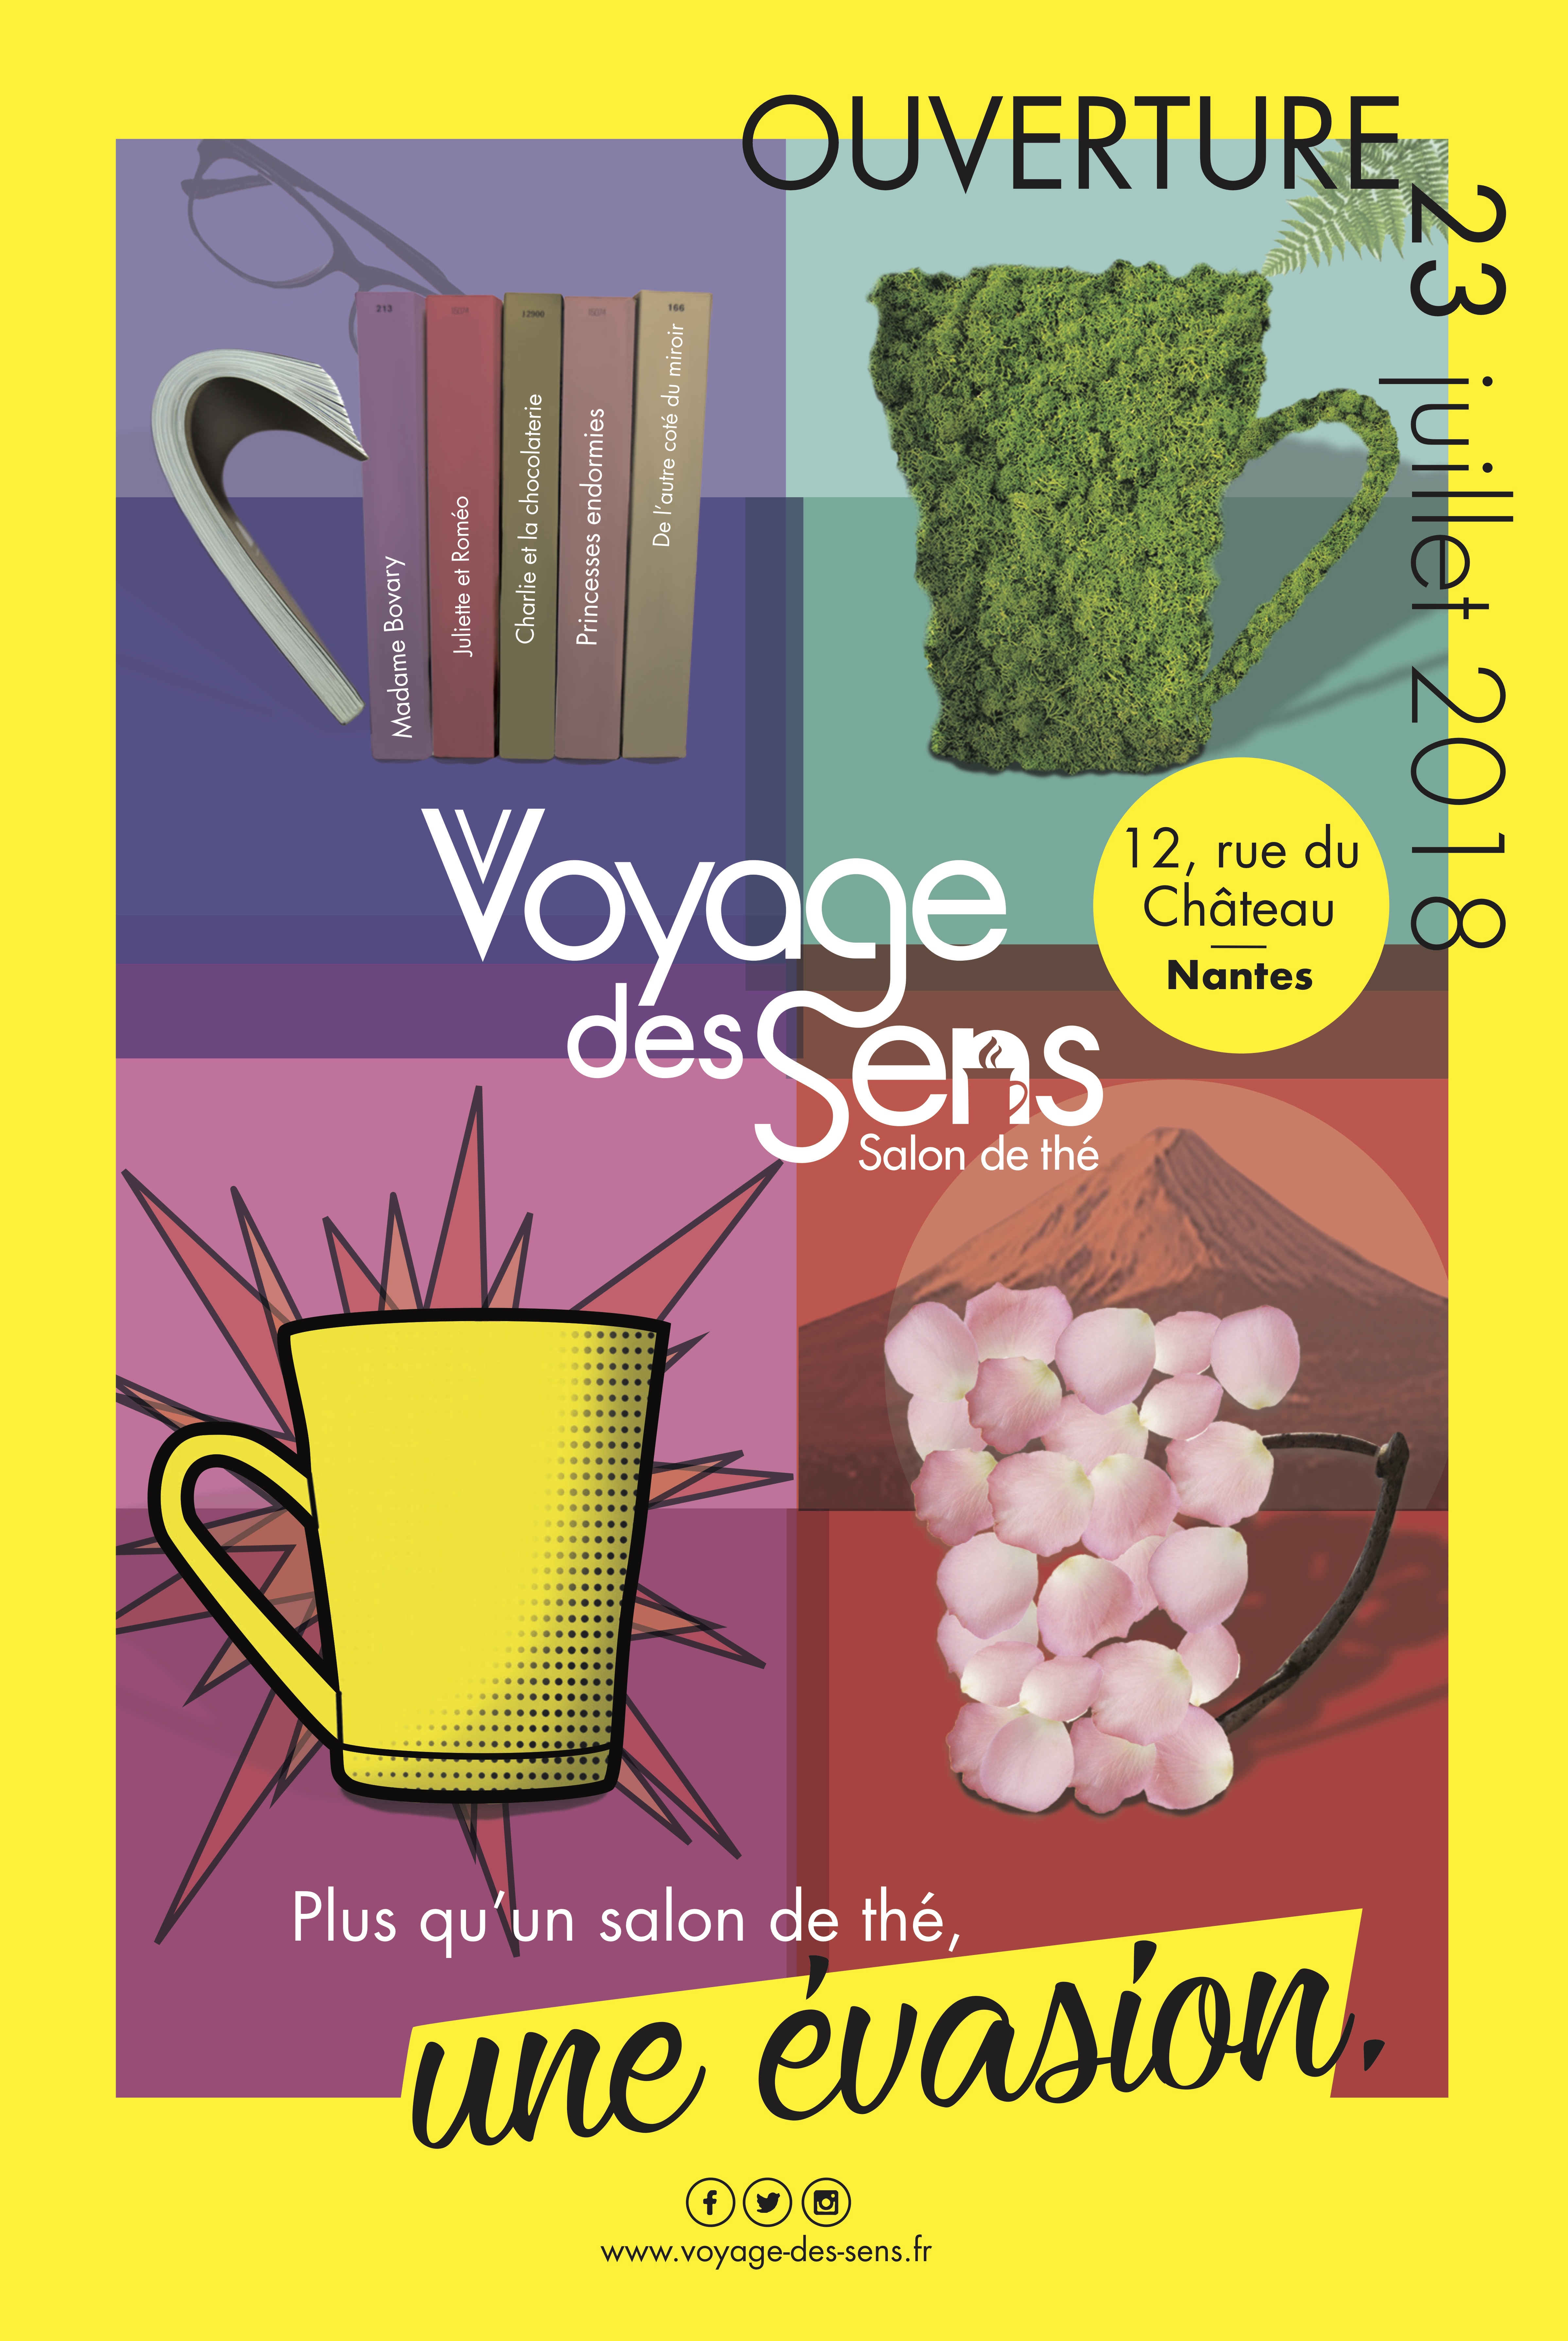 OUVERTURE
23 juillet 2018
213
Madame Bovary
Juliette et Roméo
12900
Charlie et la chocolaterie
Princesses endormies
166
De l'autre coté du miroir
12, rue du
Château
Nantes
Voyage
des Sens
Salon de thé
Plus qu'un salon de thé,
une évasion.
www.voyage-des-sens.fr